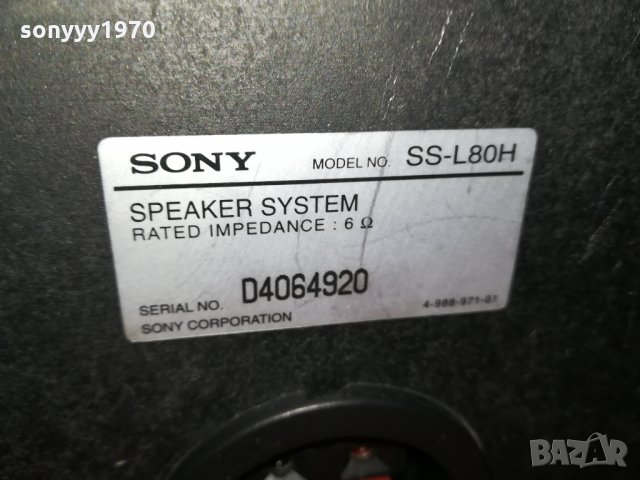 sonyyy1970
SONY MODEL NO. SS-L80H
SPEAKER SYSTEM
RATED IMPEDANCE : 6 Ω
SERIAL NO. D4064920
SONY CORPORATION 4-988-971-01
BAZAR